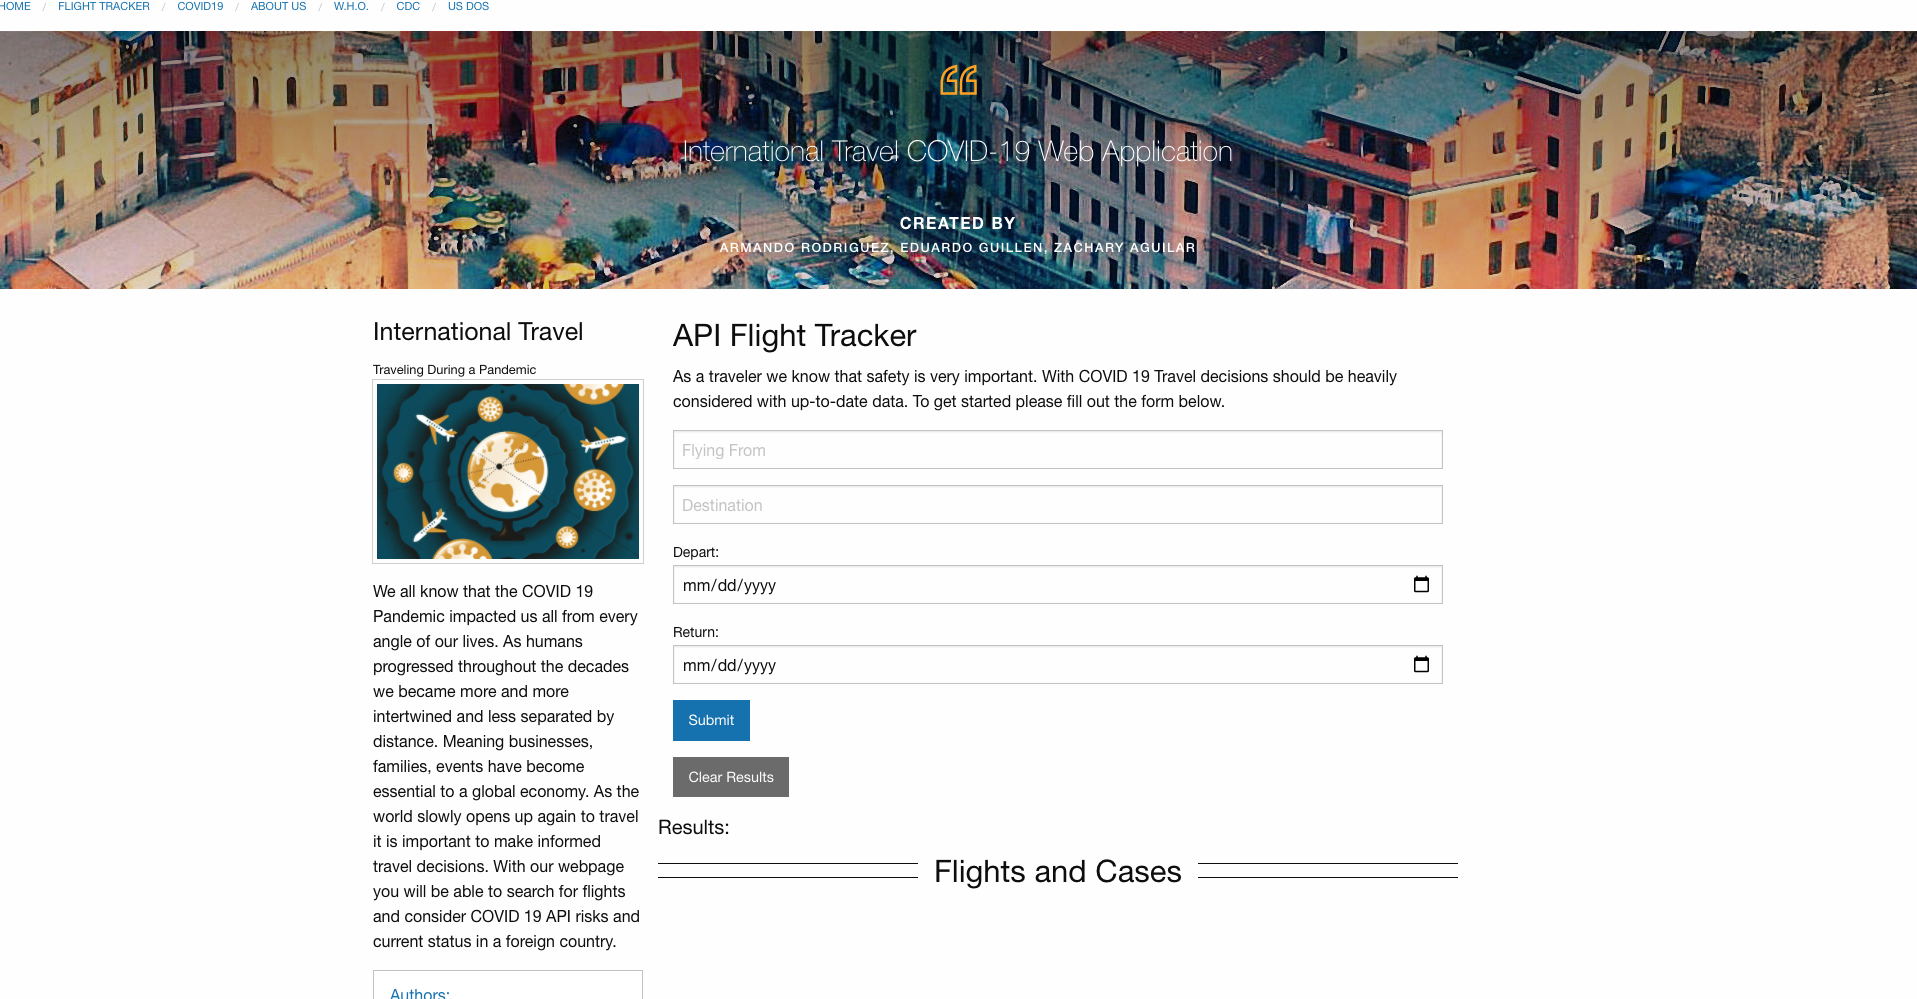 HOME / FLIGHT TRACKER / COVID19 / ABOUT US / W.H.O. / CDC / US DOS
International Travel COVID-19 Web Application
CREATED BY
ARMANDO RODRIGUEZ, EDUARDO GUILLEN, ZACHARY AGUILAR
International Travel
Traveling During a Pandemic
We all know that the COVID 19
Pandemic impacted us all from every
angle of our lives. As humans
progressed throughout the decades
we became more and more
intertwined and less separated by
distance. Meaning businesses,
families, events have become
essential to a global economy. As the
world slowly opens up again to travel
it is important to make informed
travel decisions. With our webpage
you will be able to search for flights
and consider COVID 19 API risks and
current status in a foreign country.
Authors:
API Flight Tracker
As a traveler we know that safety is very important. With COVID 19 Travel decisions should be heavily
considered with up-to-date data. To get started please fill out the form below.
Flying From
Destination
Depart:
mm/dd/yyyy
Return:
mm/dd/yyyy
Submit
Clear Results
Results:
Flights and Cases